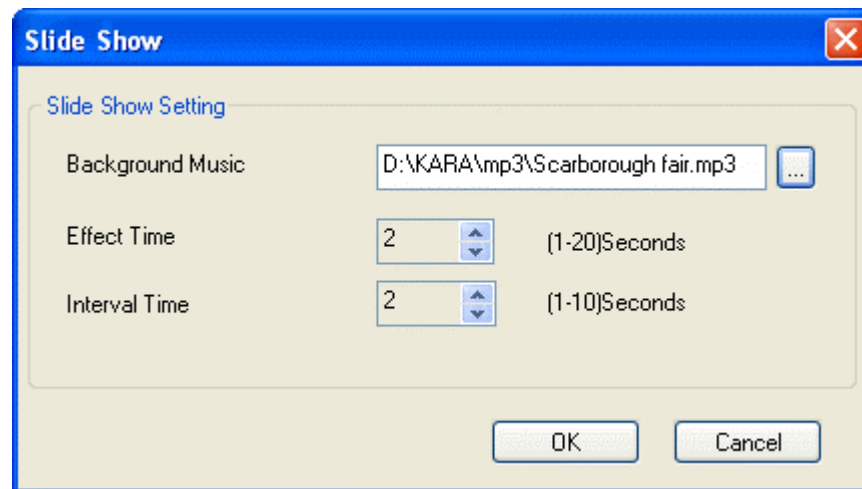 Slide Show
Slide Show Setting
Background Music D:\KARA\mp3\Scarborough fair.mp3 ...
Effect Time 2 (1-20)Seconds
Interval Time 2 (1-10)Seconds
OK Cancel